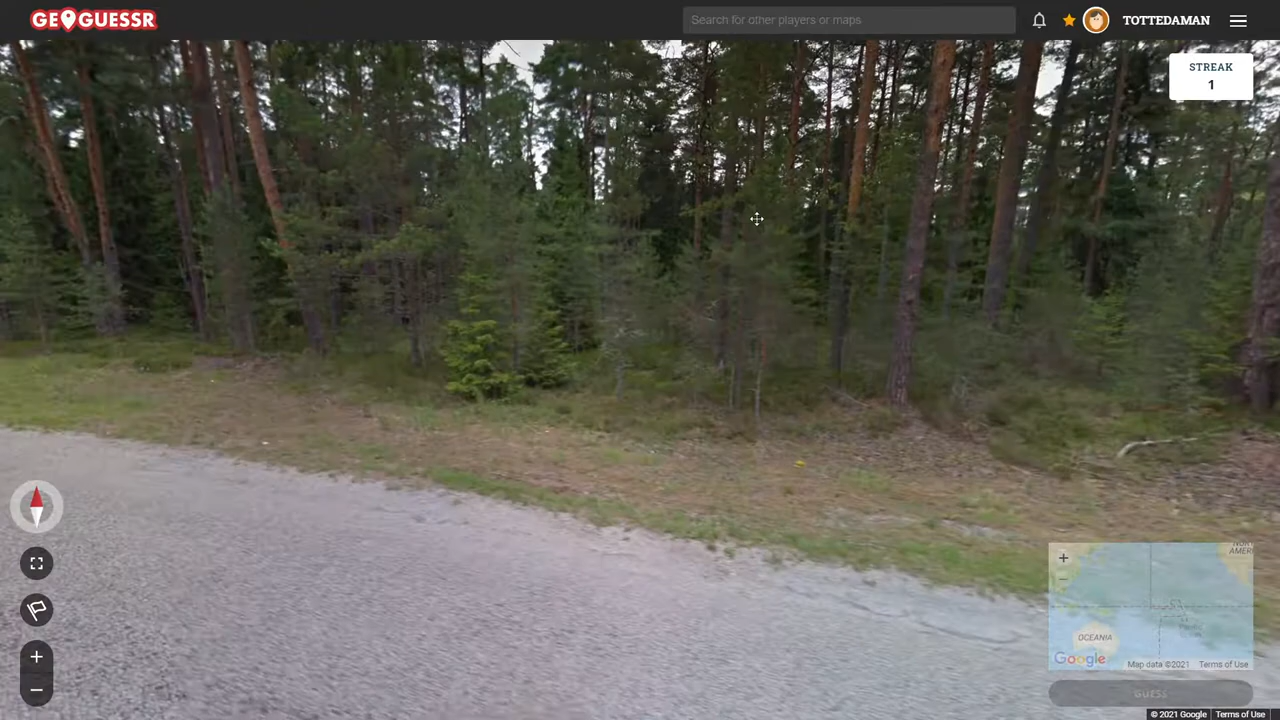 GEOGUESSR
Search for other players or maps
TOTTEDAMAN
STREAK
1
OCEANIA
Google
Map data ©2021
Terms of Use
GUESS
© 2021 Google
Terms of Use